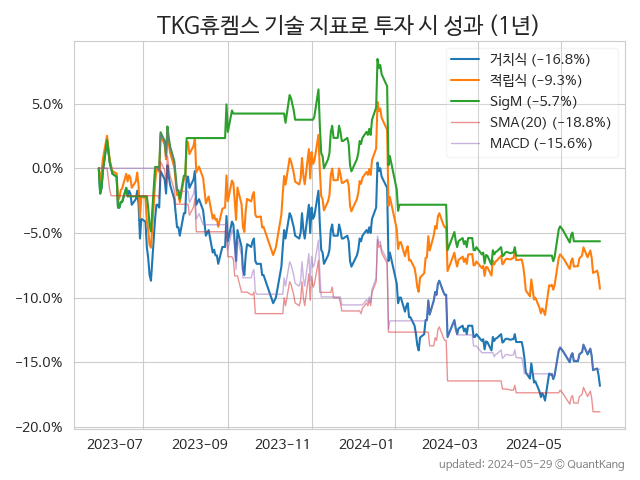 TKG휴켐스 기술 지표로 투자 시 성과 (1년)
거치식 (−16.8%)
적립식 (−9.3%)
SigM (−5.7%)
SMA(20) (−18.8%)
MACD (−15.6%)
5.0%
0.0%
−5.0%
−10.0%
−15.0%
−20.0%
2023-07 2023-09 2023-11 2024-01 2024-03 2024-05
updated: 2024-05-29 © QuantKang